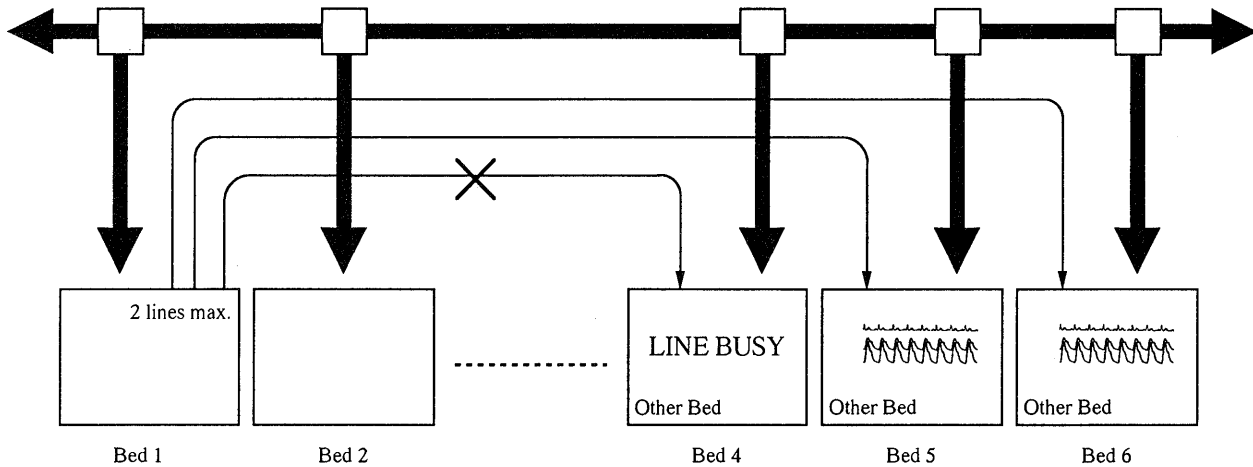 2 lines max.
LINE BUSY
Other Bed
Other Bed
Other Bed
Bed 1
Bed 2
Bed 4
Bed 5
Bed 6